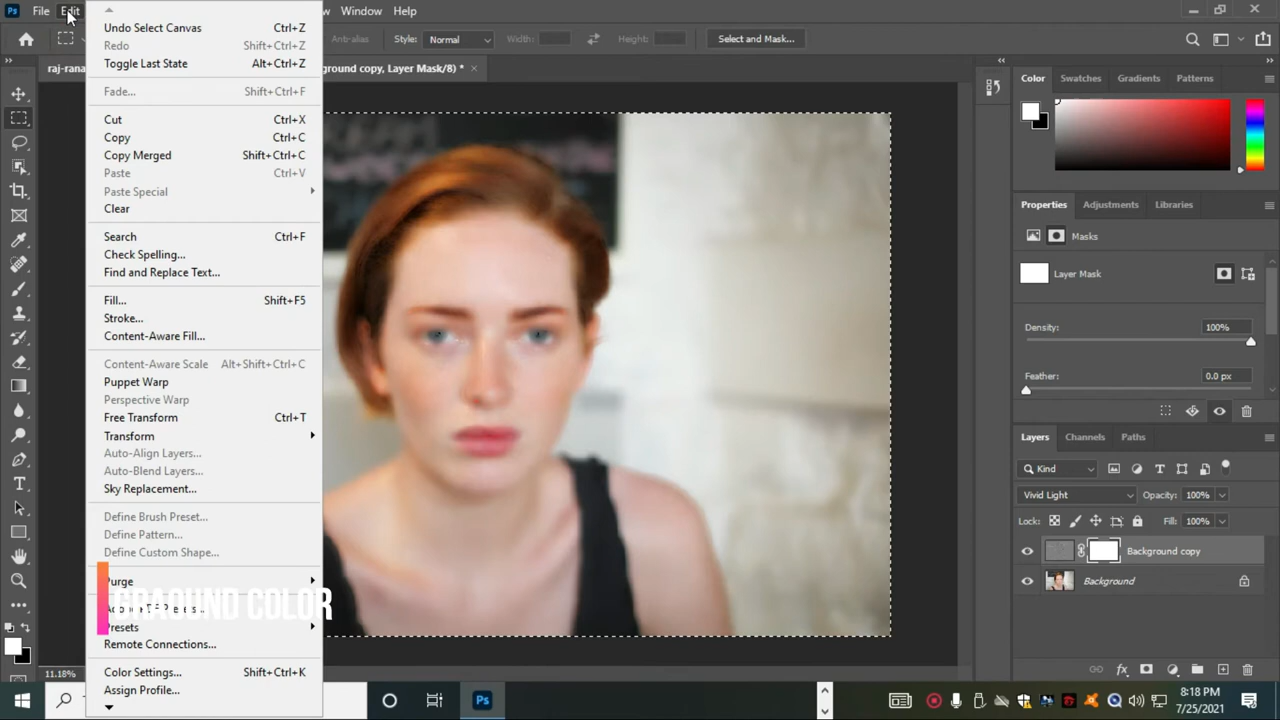 Ps File Edit w Window Help
Anti-alias Style: Normal Width: Height: Select and Mask...
raj-rana ground copy, Layer Mask/8) * ×
Undo Select Canvas Ctrl+Z
Redo Shift+Ctrl+Z
Toggle Last State Alt+Ctrl+Z
Fade... Shift+Ctrl+F
Cut Ctrl+X
Copy Ctrl+C
Copy Merged Shift+Ctrl+C
Paste Ctrl+V
Paste Special
Clear
Search Ctrl+F
Check Spelling...
Find and Replace Text...
Fill... Shift+F5
Stroke...
Content-Aware Fill...
Content-Aware Scale Alt+Shift+Ctrl+C
Puppet Warp
Perspective Warp
Free Transform Ctrl+T
Transform
Auto-Align Layers...
Auto-Blend Layers...
Sky Replacement...
Define Brush Preset...
Define Pattern...
Define Custom Shape...
Purge
GRAOUND COLOR
Presets
Remote Connections...
Color Settings... Shift+Ctrl+K
Assign Profile...
Color Swatches Gradients Patterns
Properties Adjustments Libraries
Masks
Layer Mask
Density: 100%
Feather: 0.0 px
Layers Channels Paths
Kind
Vivid Light Opacity: 100%
Lock: Fill: 100%
Background copy
Background
11.18%
Ps
8:18 PM
7/25/2021